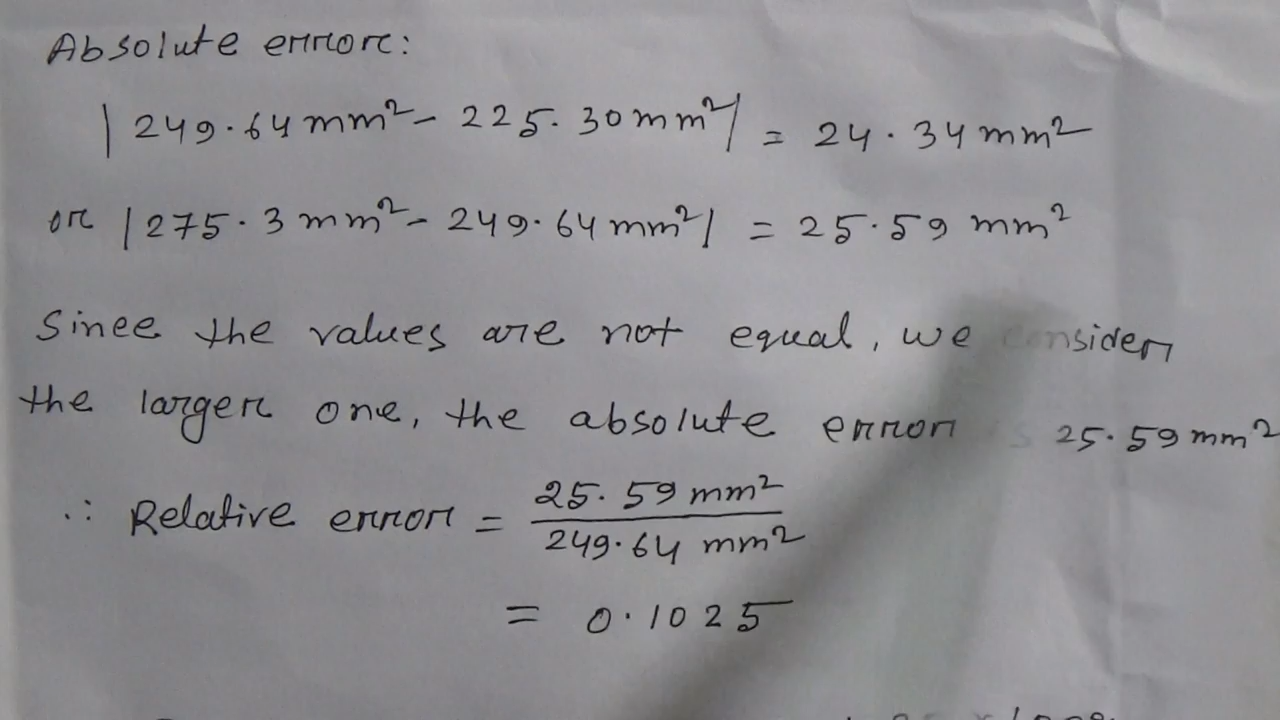 Absolute error:
|249.64 mm² - 225.30 mm²| = 24.34 mm²
or |275.3 mm² - 249.64 mm²| = 25.59 mm²
Since the values are not equal, we consider
the larger one, the absolute error is 25.59 mm²
∴ Relative error = 25.59 mm² / 249.64 mm²
= 0.1025